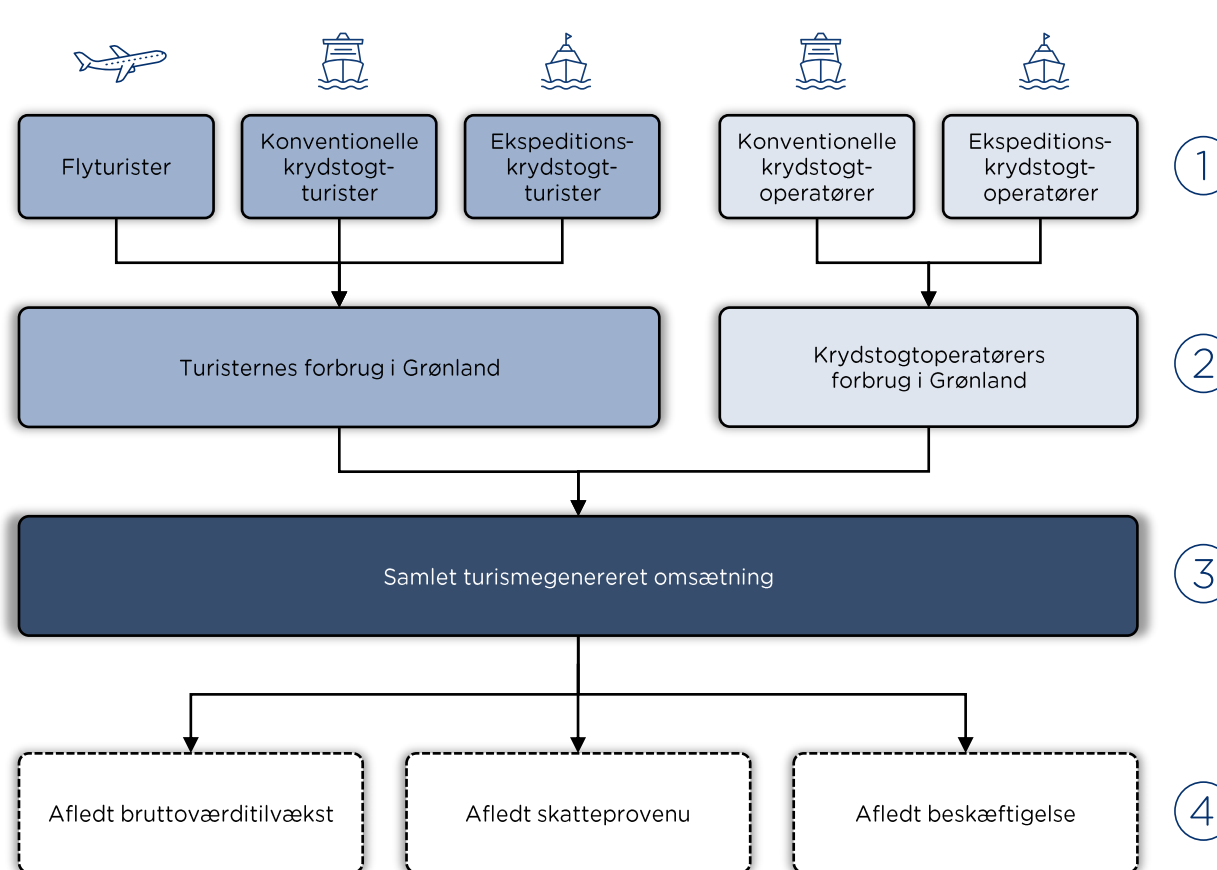 Flyturister
Konventionelle
krydstogt-
turister
Ekspeditions-
krydstogt-
turister
Konventionelle
krydstogt-
operatører
Ekspeditions-
krydstogt-
operatører
1
Turisternes forbrug i Grønland
Krydstogtoperatørers
forbrug i Grønland
2
Samlet turismegenereret omsætning
3
Afledt bruttoværditilvækst
Afledt skatteprovenu
Afledt beskæftigelse
4